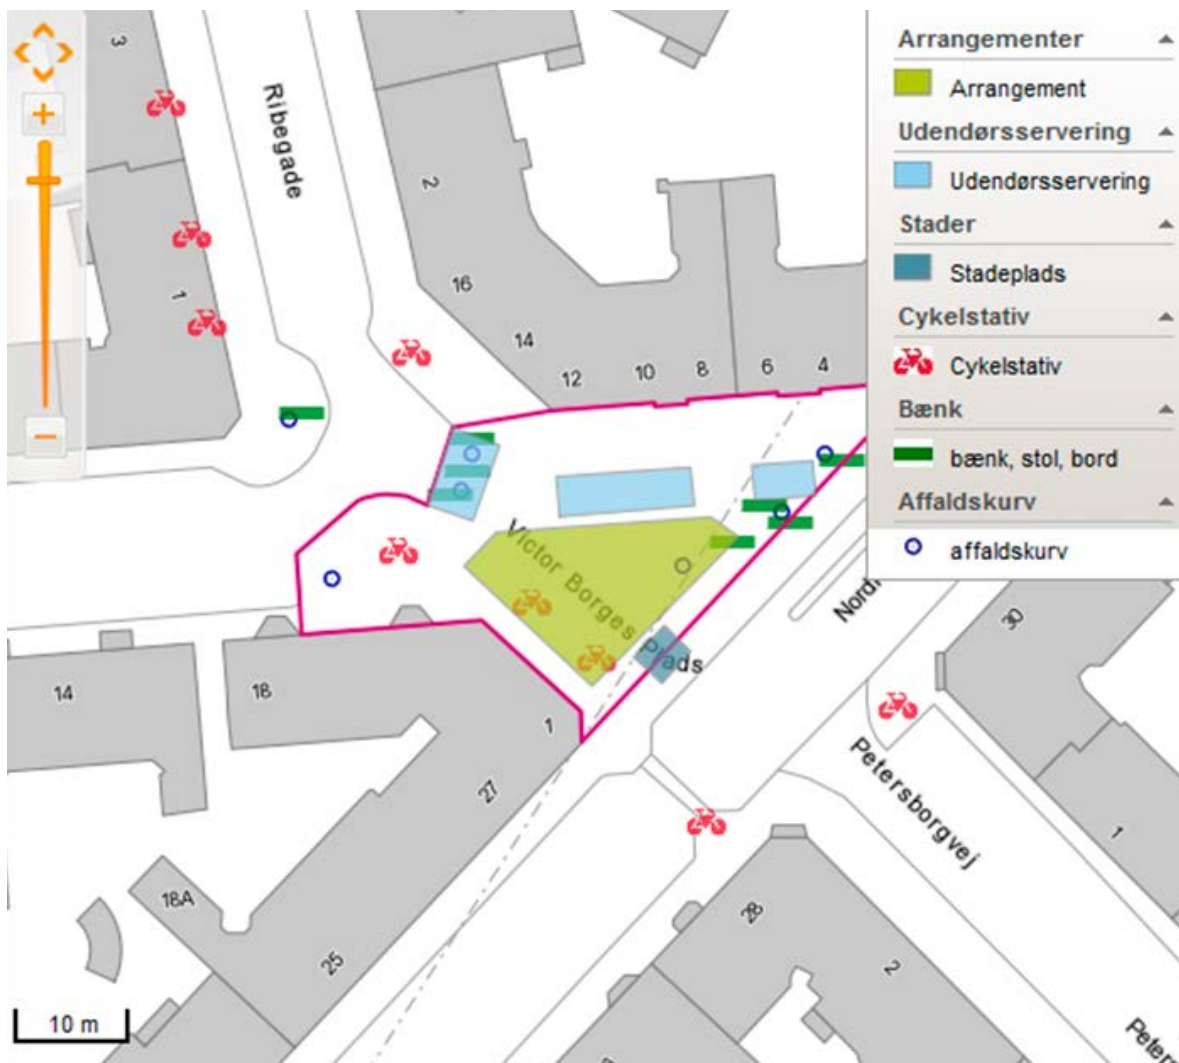 Arrangementer
Arrangement
Udendørsservering
Udendørsservering
Stader
Stadeplads
Cykelstativ
Cykelstativ
Bænk
bænk, stol, bord
Affaldskurv
affaldskurv
3
Ribegade
2
1
16
14
12
10
8
6
4
Victor Borges Plads
Nordr
30
14
18
1
27
Petersborgvej
1
18A
28
25
2
10 m
Peters